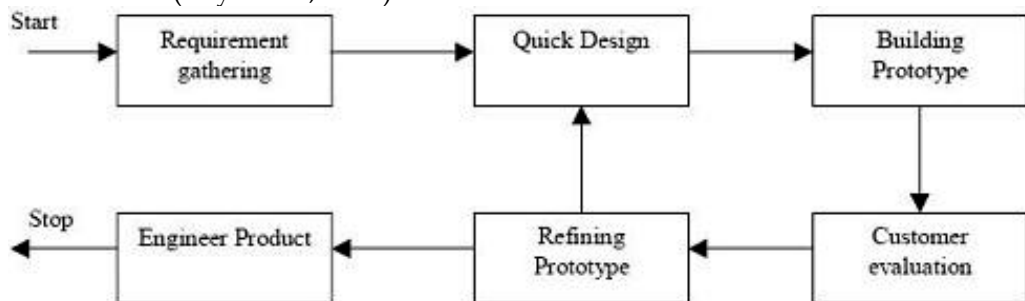 Start
Requirement
gathering
Quick Design
Building
Prototype
Stop
Engineer Product
Refining
Prototype
Customer
evaluation